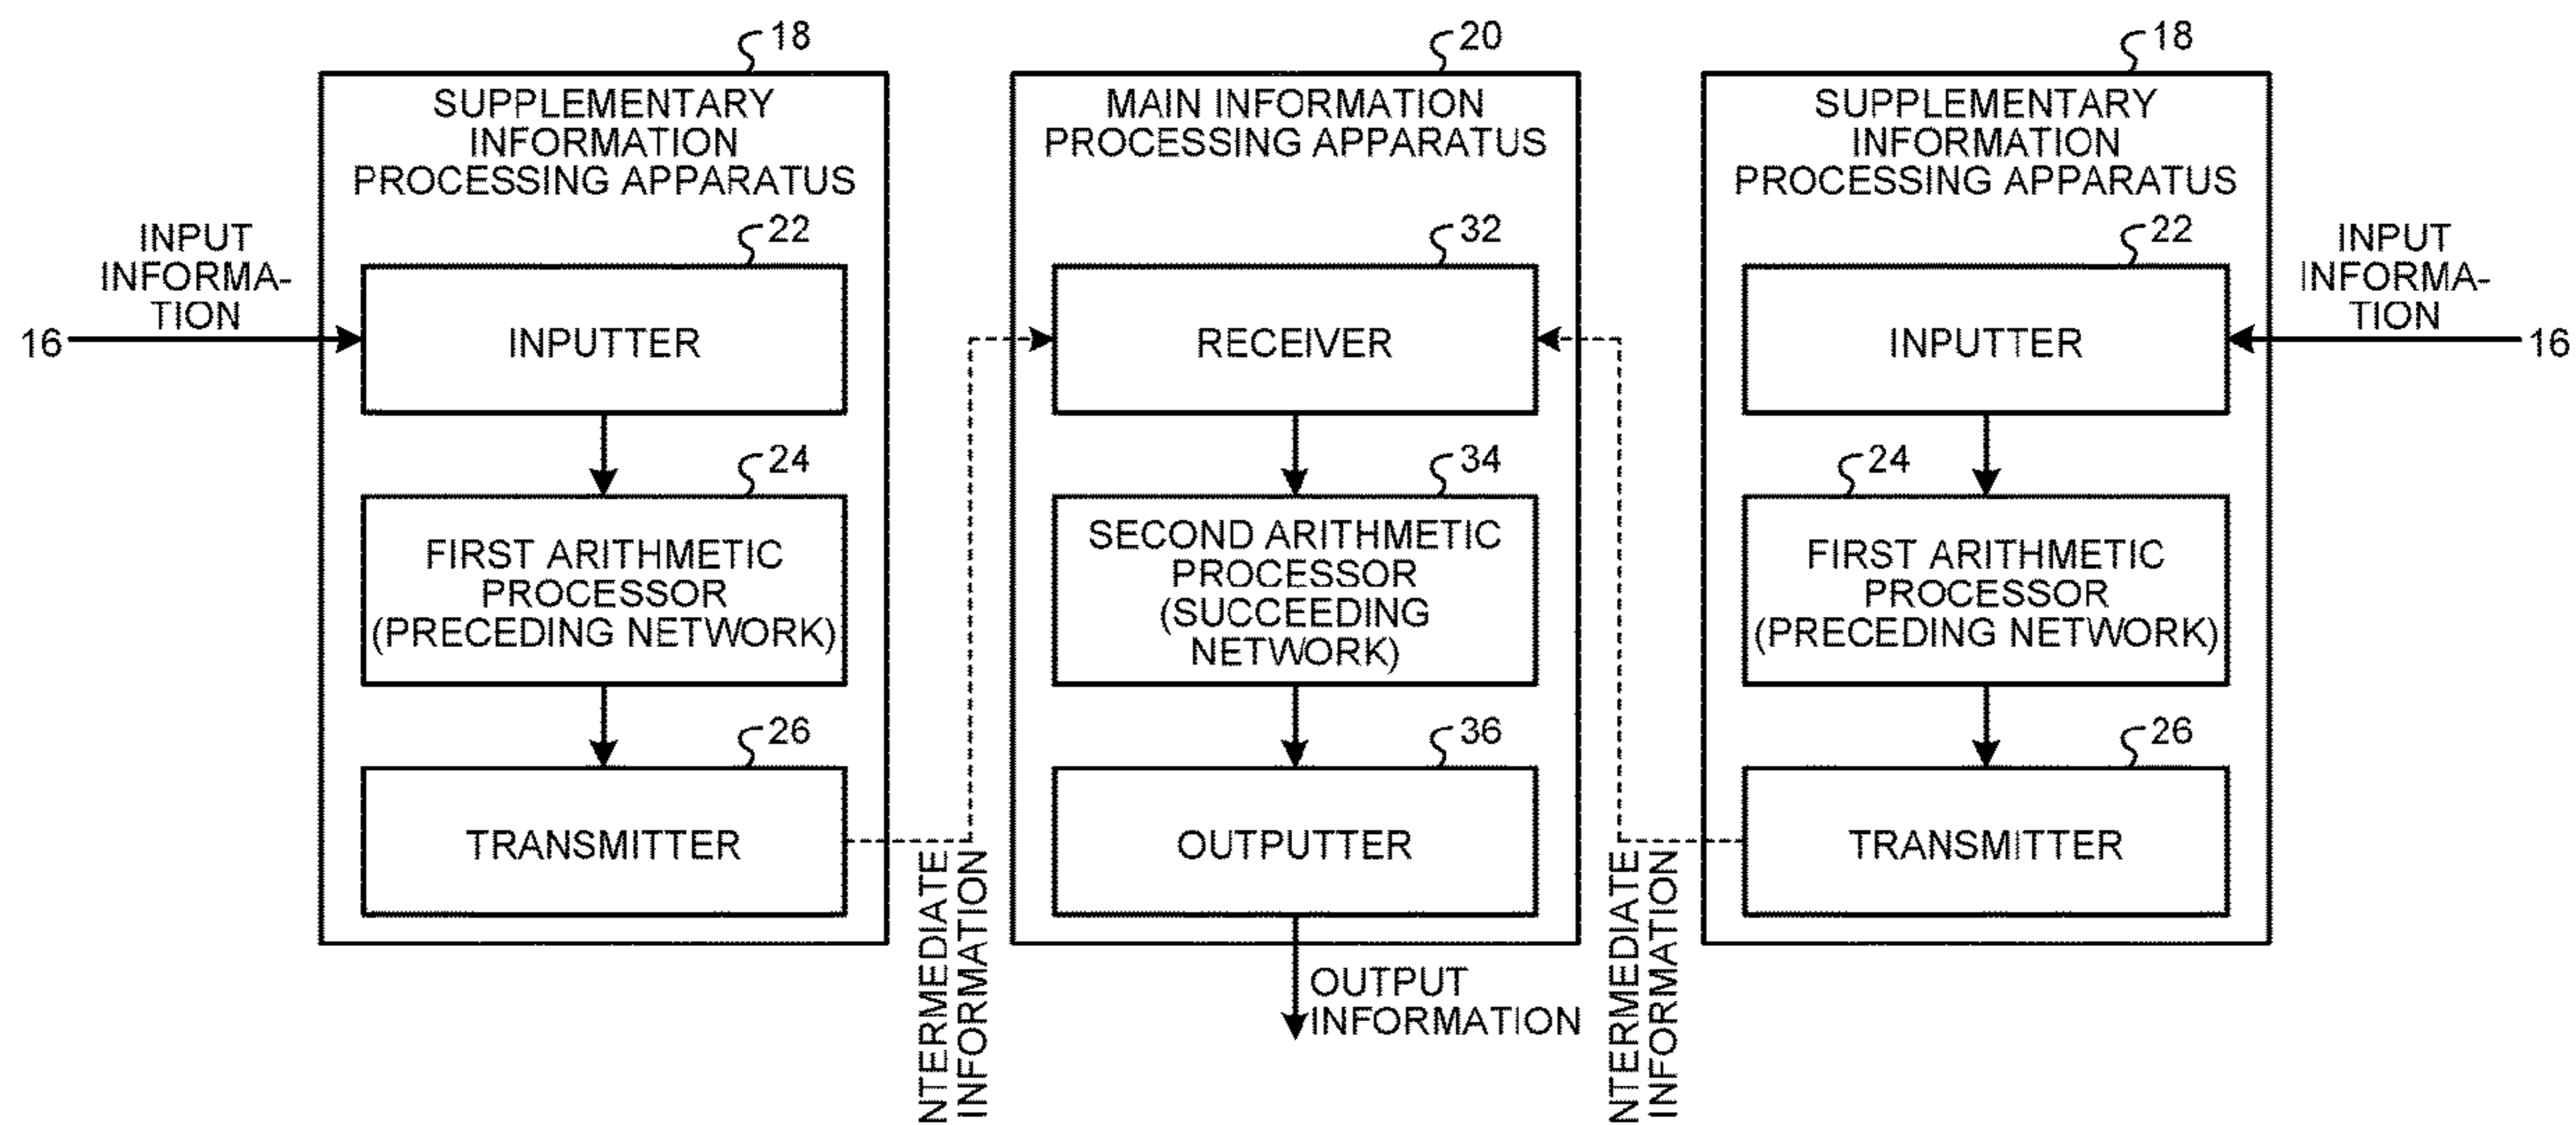 18
SUPPLEMENTARY
INFORMATION
PROCESSING APPARATUS
INPUT
INFORMA-
TION
16
22
INPUTTER
24
FIRST ARITHMETIC
PROCESSOR
(PRECEDING NETWORK)
26
TRANSMITTER
NTERMEDIATE
INFORMATION
20
MAIN INFORMATION
PROCESSING APPARATUS
32
RECEIVER
34
SECOND ARITHMETIC
PROCESSOR
(SUCCEEDING
NETWORK)
36
OUTPUTTER
OUTPUT
INFORMATION
NTERMEDIATE
INFORMATION
18
SUPPLEMENTARY
INFORMATION
PROCESSING APPARATUS
22
INPUTTER
INPUT
INFORMA-
TION
16
24
FIRST ARITHMETIC
PROCESSOR
(PRECEDING NETWORK)
26
TRANSMITTER